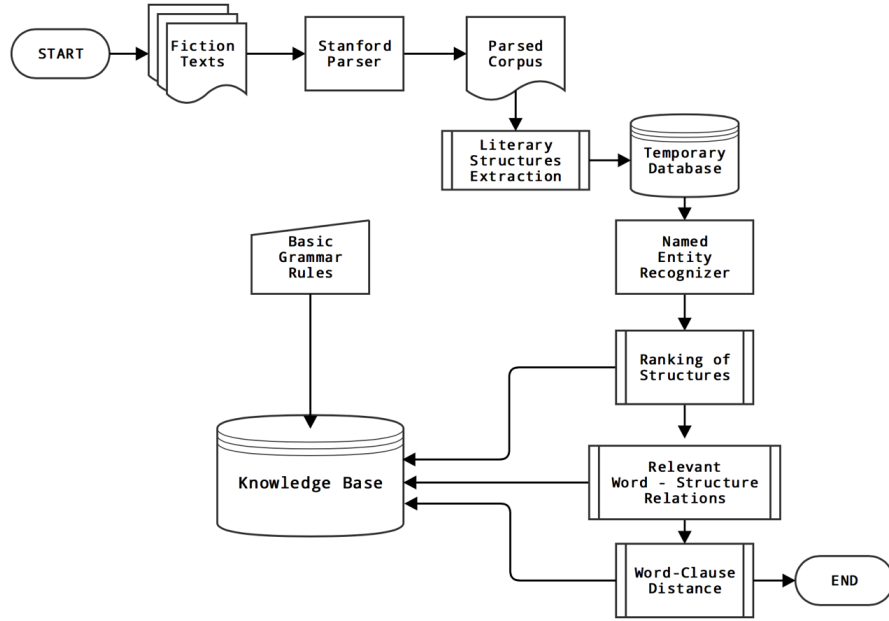 START
Fiction
Texts
Stanford
Parser
Parsed
Corpus
Literary
Structures
Extraction
Temporary
Database
Basic
Grammar
Rules
Named
Entity
Recognizer
Ranking of
Structures
Knowledge Base
Relevant
Word - Structure
Relations
Word-Clause
Distance
END